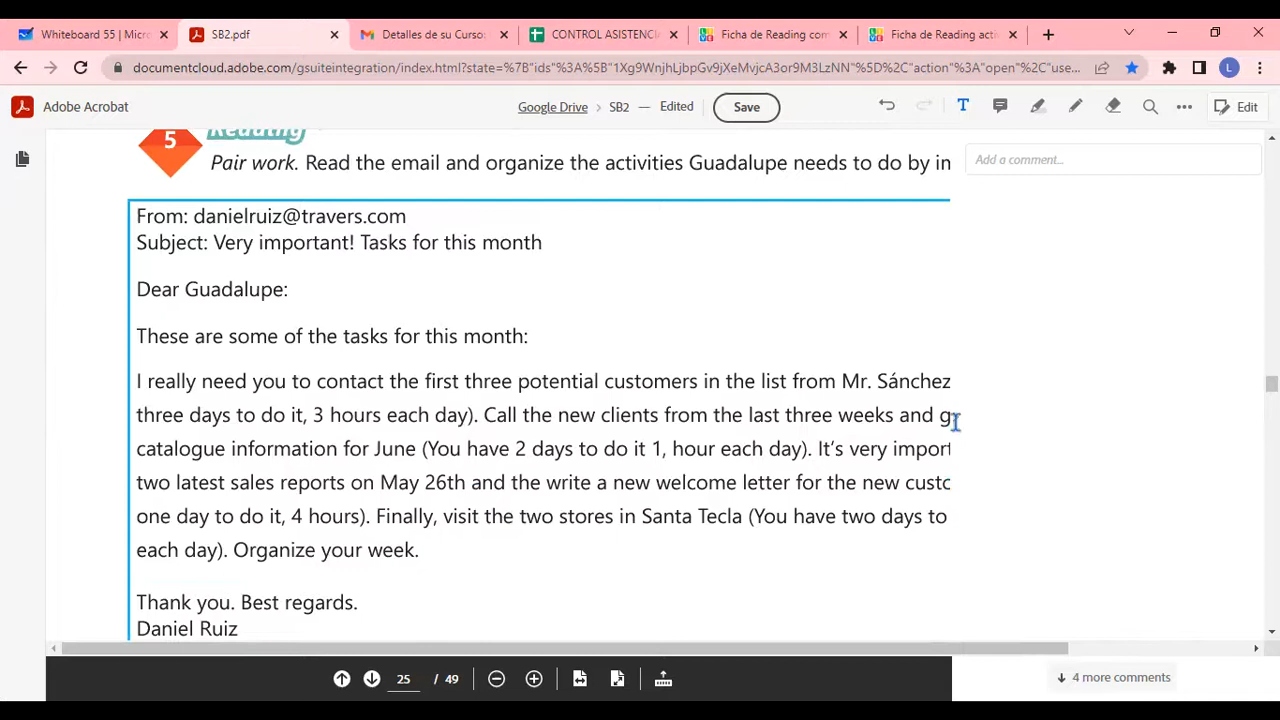 Whiteboard 55 | Micro
SB2.pdf
Detalles de su Curso:
CONTROL ASISTENCIA
Ficha de Reading com
Ficha de Reading acti
documentcloud.adobe.com/gsuiteintegration/index.html?state=%7B"ids"%3A%5B"1Xg9WnjhLjbpGv9jXeMvjcA3or9M3LzNN"%5D%2C"action"%3A"open"%2C"use...
L
Adobe Acrobat
Google Drive
SB2 — Edited
Save
T
Edit
5
Reading
Pair work. Read the email and organize the activities Guadalupe needs to do by im
Add a comment...
From: danielruiz@travers.com
Subject: Very important! Tasks for this month
Dear Guadalupe:
These are some of the tasks for this month:
I really need you to contact the first three potential customers in the list from Mr. Sánchez
three days to do it, 3 hours each day). Call the new clients from the last three weeks and g
catalogue information for June (You have 2 days to do it 1, hour each day). It's very import
two latest sales reports on May 26th and the write a new welcome letter for the new custo
one day to do it, 4 hours). Finally, visit the two stores in Santa Tecla (You have two days to
each day). Organize your week.
Thank you. Best regards.
Daniel Ruiz
25 / 49
4 more comments